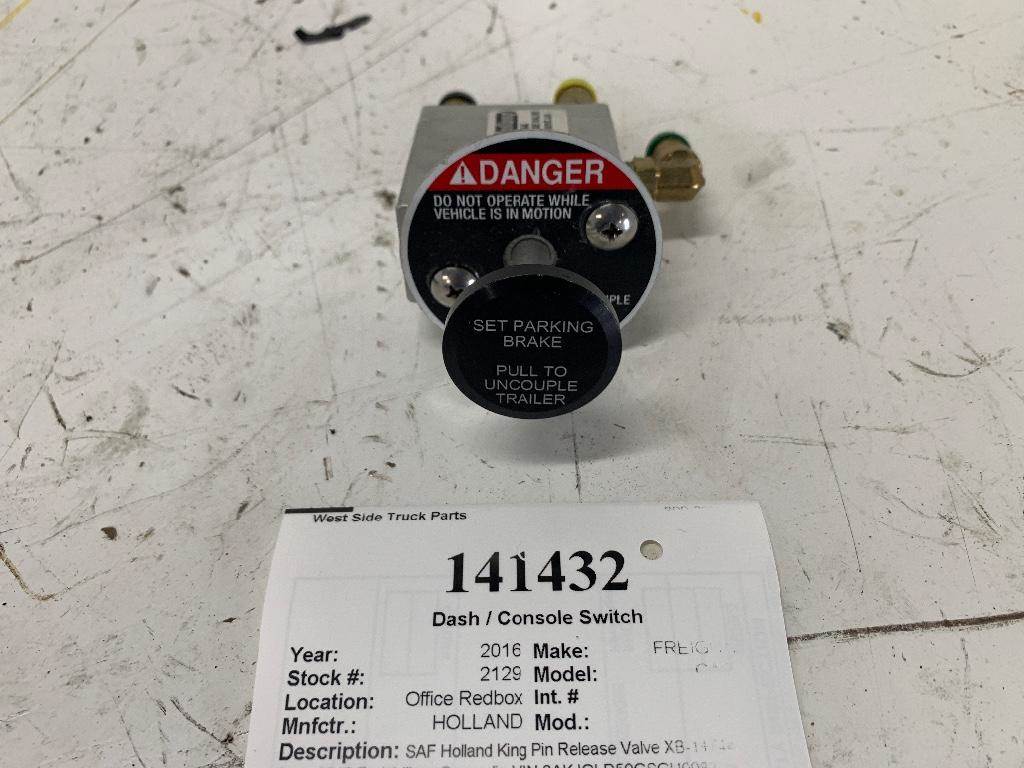 DANGER
DO NOT OPERATE WHILE
VEHICLE IS IN MOTION
SET PARKING
BRAKE
PULL TO
UNCOUPLE
TRAILER
West Side Truck Parts
141432
Dash / Console Switch
Year: 2016 Make:
Stock #: 2129 Model:
Location: Office Redbox Int. #
Mnfctr.: HOLLAND Mod.:
Description: SAF Holland King Pin Release Valve